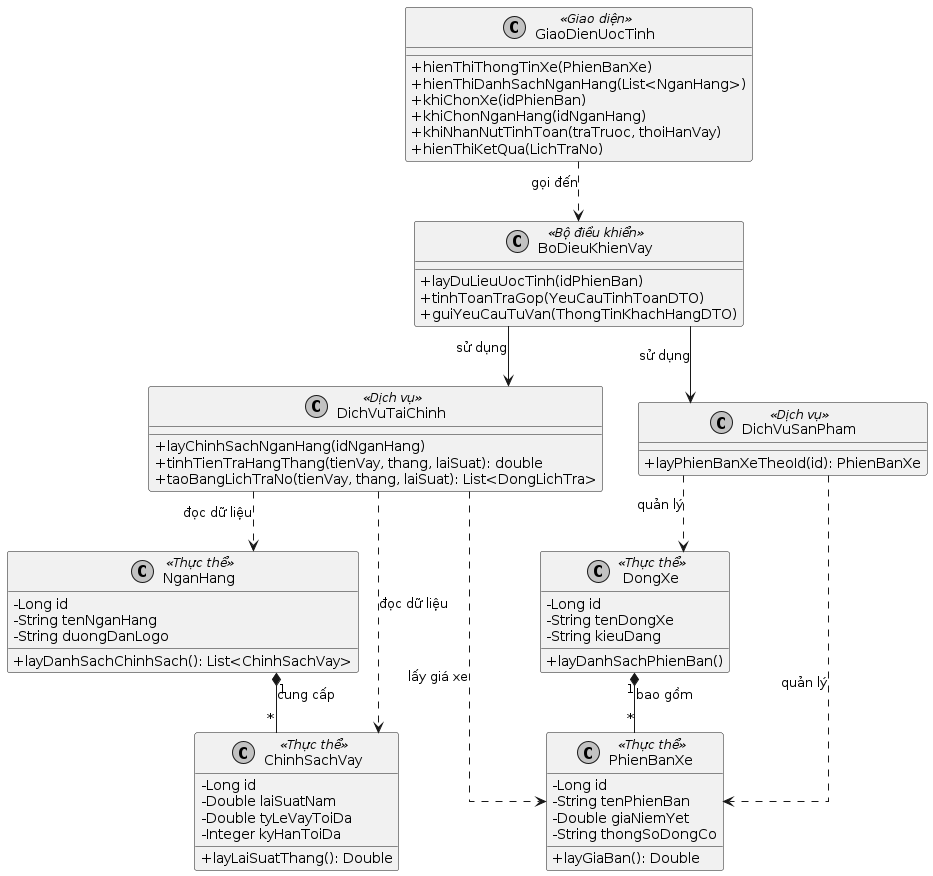 «Giao diện»
C GiaoDienUocTinh
+hienThiThongTinXe(PhienBanXe)
+hienThiDanhSachNganHang(List<NganHang>)
+khiChonXe(idPhienBan)
+khiChonNganHang(idNganHang)
+khiNhanNutTinhToan(traTruoc, thoiHanVay)
+hienThiKetQua(LichTraNo)
gọi đến
«Bộ điều khiển»
C BoDieuKhienVay
+layDuLieuUocTinh(idPhienBan)
+tinhToanTraGop(YeuCauTinhToanDTO)
+guiYeuCauTuVan(ThongTinKhachHangDTO)
sử dụng
sử dụng
«Dịch vụ»
C DichVuTaiChinh
+layChinhSachNganHang(idNganHang)
+tinhTienTraHangThang(tienVay, thang, laiSuat): double
+taoBangLichTraNo(tienVay, thang, laiSuat): List<DongLichTra>
«Dịch vụ»
C DichVuSanPham
+layPhienBanXeTheoId(id): PhienBanXe
đọc dữ liệu
quản lý
«Thực thể»
C NganHang
-Long id
-String tenNganHang
-String duongDanLogo
+layDanhSachChinhSach(): List<ChinhSachVay>
đọc dữ liệu
«Thực thể»
C DongXe
-Long id
-String tenDongXe
-String kieuDang
+layDanhSachPhienBan()
lấy giá xe
quản lý
1
cung cấp
*
1
bao gồm
*
«Thực thể»
C ChinhSachVay
-Long id
-Double laiSuatNam
-Double tyLeVayToiDa
-Integer kyHanToiDa
+layLaiSuatThang(): Double
«Thực thể»
C PhienBanXe
-Long id
-String tenPhienBan
-Double giaNiemYet
-String thongSoDongCo
+layGiaBan(): Double